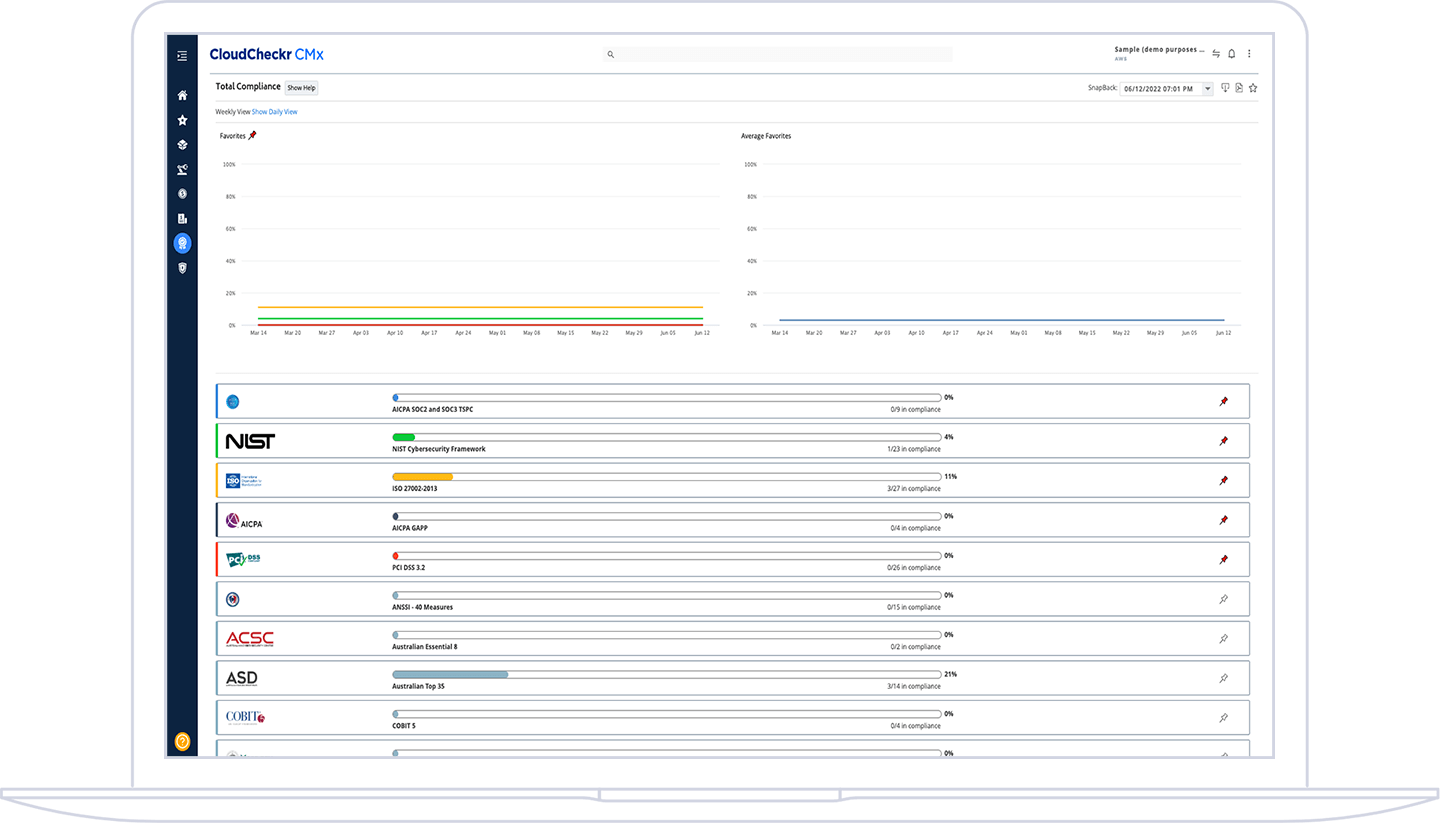 CloudCheckr CMx
Sample (demo purposes ...
AWS
Total Compliance Show Help
SnapBack: 06/12/2022 07:01 PM
Weekly View Show Daily View
Favorites
Average Favorites
100%
80%
60%
40%
20%
0%
Mar 14 Mar 20 Mar 27 Apr 03 Apr 10 Apr 17 Apr 24 May 01 May 08 May 15 May 22 May 29 Jun 05 Jun 12
100%
80%
60%
40%
20%
0%
Mar 14 Mar 20 Mar 27 Apr 03 Apr 10 Apr 17 Apr 24 May 01 May 08 May 15 May 22 May 29 Jun 05 Jun 12
0%
AICPA SOC2 and SOC3 TSPC 0/9 in compliance
NIST 4%
NIST Cybersecurity Framework 1/23 in compliance
ISO 11%
ISO 27002-2013 3/27 in compliance
AICPA 0%
AICPA GAPP 0/4 in compliance
PCI DSS 0%
PCI DSS 3.2 0/26 in compliance
0%
ANSSI - 40 Measures 0/15 in compliance
ACSC 0%
Australian Essential 8 0/2 in compliance
ASD 21%
Australian Top 35 3/14 in compliance
COBIT 0%
COBIT 5 0/4 in compliance
0%
?